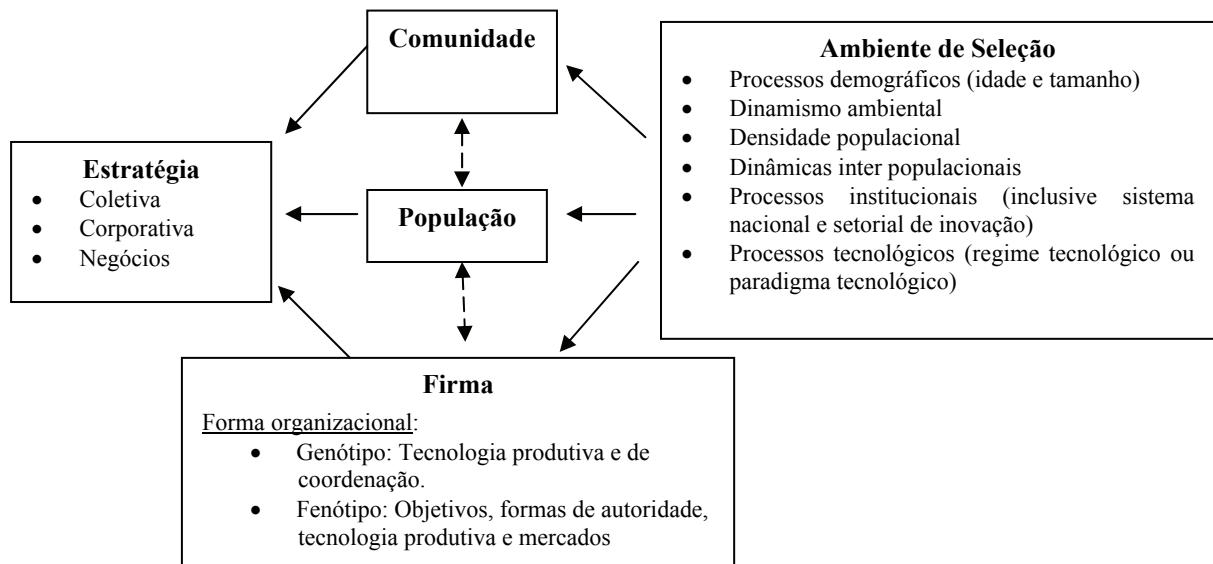 Comunidade
Ambiente de Seleção
• Processos demográficos (idade e tamanho)
• Dinamismo ambiental
• Densidade populacional
• Dinâmicas inter populacionais
• Processos institucionais (inclusive sistema
nacional e setorial de inovação)
• Processos tecnológicos (regime tecnológico ou
paradigma tecnológico)
Estratégia
• Coletiva
• Corporativa
• Negócios
População
Firma
Forma organizacional:
• Genótipo: Tecnologia produtiva e de
coordenação.
• Fenótipo: Objetivos, formas de autoridade,
tecnologia produtiva e mercados